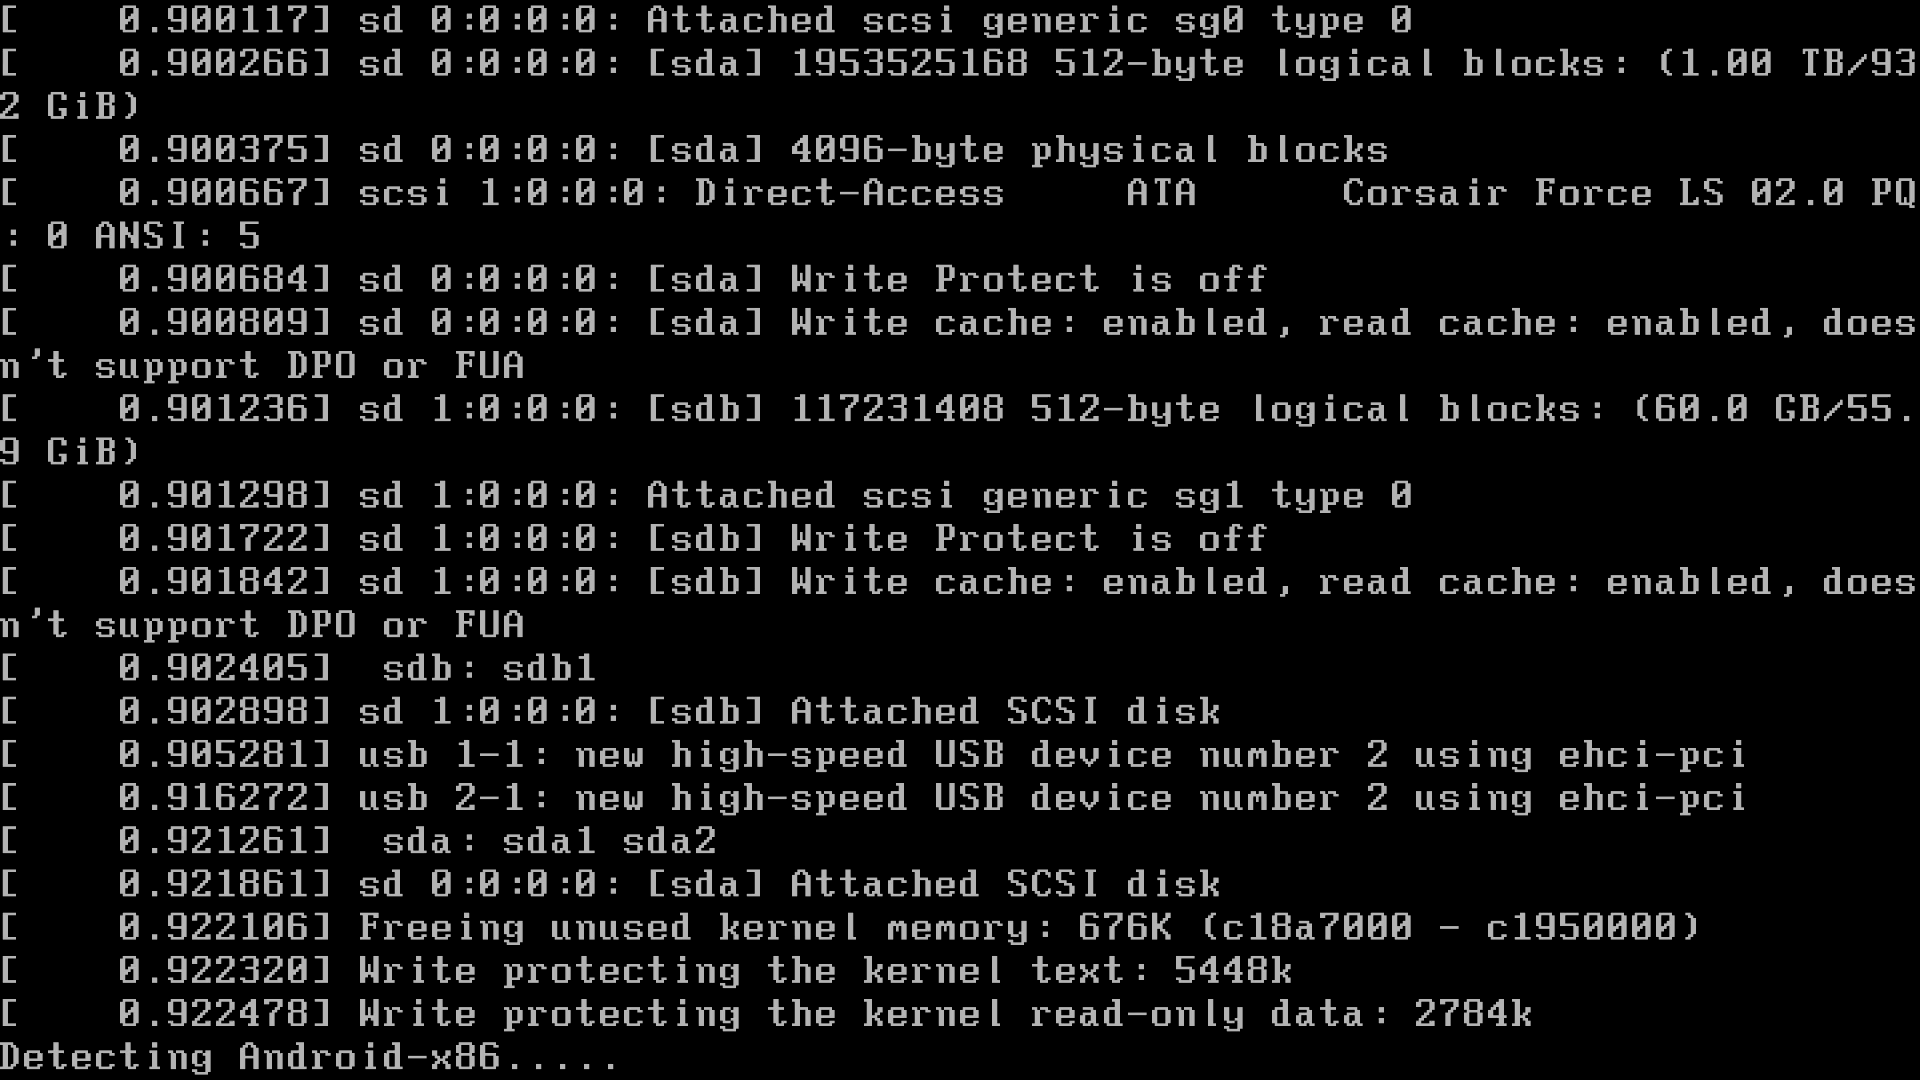 [    0.900117] sd 0:0:0:0: Attached scsi generic sg0 type 0
[    0.900266] sd 0:0:0:0: [sda] 1953525168 512-byte logical blocks: (1.00 TB/93
2 GiB)
[    0.900375] sd 0:0:0:0: [sda] 4096-byte physical blocks
[    0.900667] scsi 1:0:0:0: Direct-Access     ATA      Corsair Force LS 02.0 PQ
: 0 ANSI: 5
[    0.900684] sd 0:0:0:0: [sda] Write Protect is off
[    0.900809] sd 0:0:0:0: [sda] Write cache: enabled, read cache: enabled, does
n't support DPO or FUA
[    0.901236] sd 1:0:0:0: [sdb] 117231408 512-byte logical blocks: (60.0 GB/55.
9 GiB)
[    0.901298] sd 1:0:0:0: Attached scsi generic sg1 type 0
[    0.901722] sd 1:0:0:0: [sdb] Write Protect is off
[    0.901842] sd 1:0:0:0: [sdb] Write cache: enabled, read cache: enabled, does
n't support DPO or FUA
[    0.902405]  sdb: sdb1
[    0.902898] sd 1:0:0:0: [sdb] Attached SCSI disk
[    0.905281] usb 1-1: new high-speed USB device number 2 using ehci-pci
[    0.916272] usb 2-1: new high-speed USB device number 2 using ehci-pci
[    0.921261]  sda: sda1 sda2
[    0.921861] sd 0:0:0:0: [sda] Attached SCSI disk
[    0.922106] Freeing unused kernel memory: 676K (c18a7000 - c1950000)
[    0.922320] Write protecting the kernel text: 5448k
[    0.922478] Write protecting the kernel read-only data: 2784k
Detecting Android-x86.....